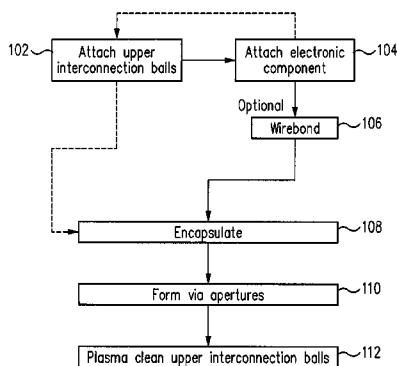 102
Attach upper
interconnection balls
Attach electronic
component
104
Optional
Wirebond
106
Encapsulate
108
Form via apertures
110
Plasma clean upper interconnection balls
112